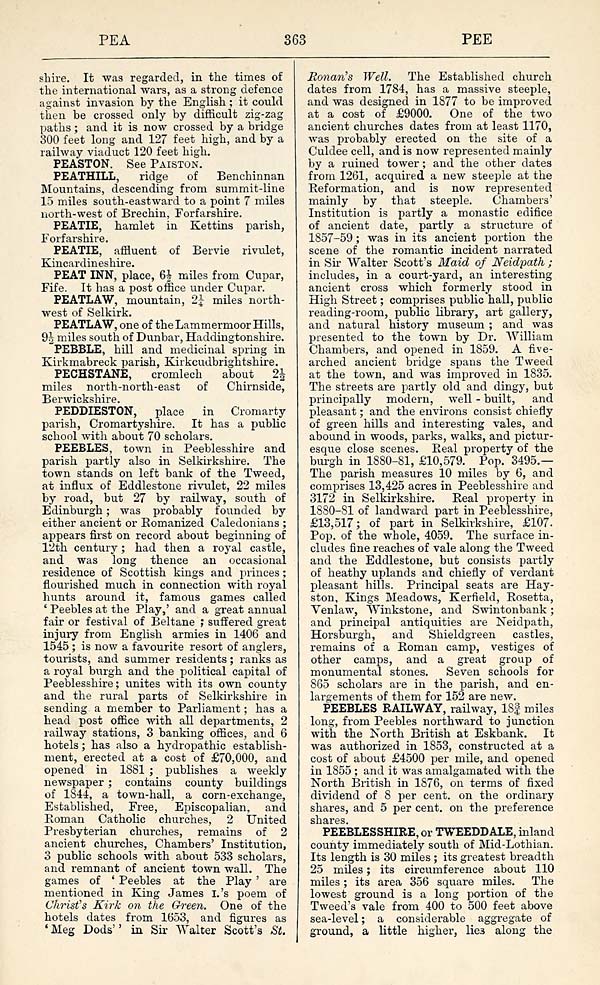 PEA 363 PEE
shire. It was regarded, in the times of
the international wars, as a strong defence
against invasion by the English; it could
then be crossed only by difficult zig-zag
paths; and it is now crossed by a bridge
300 feet long and 127 feet high, and by a
railway viaduct 120 feet high.
PEASTON. See PAISTON.
PEATHILL, ridge of Benchinnan
Mountains, descending from summit-line
15 miles south-eastward to a point 7 miles
north-west of Brechin, Forfarshire.
PEATIE, hamlet in Kettins parish,
Forfarshire.
PEATIE, affluent of Bervie rivulet,
Kincardineshire.
PEAT INN, place, 6½ miles from Cupar,
Fife. It has a post office under Cupar.
PEATLAW, mountain, 2¼ miles north-
west of Selkirk.
PEATLAW, one of the Lammermoor Hills,
9½ miles south of Dunbar, Haddingtonshire.
PEBBLE, hill and medicinal spring in
Kirkmabreck parish, Kirkcudbrightshire.
PECHSTANE, cromlech about 2½
miles north-north-east of Chirnside,
Berwickshire.
PEDDIESTON, place in Cromarty
parish, Cromartyshire. It has a public
school with about 70 scholars.
PEEBLES, town in Peeblesshire and
parish partly also in Selkirkshire. The
town stands on left bank of the Tweed,
at influx of Eddlestone rivulet, 22 miles
by road, but 27 by railway, south of
Edinburgh; was probably founded by
either ancient or Romanized Caledonians;
appears first on record about beginning of
12th century; had then a royal castle,
and was long thence an occasional
residence of Scottish kings and princes;
flourished much in connection with royal
hunts around it, famous games called
'Peebles at the Play,' and a great annual
fair or festival of Beltane; suffered great
injury from English armies in 1406 and
1545; is now a favourite resort of anglers,
tourists, and summer residents; ranks as
a royal burgh and the political capital of
Peeblesshire; unites with its own county
and the rural parts of Selkirkshire in
sending a member to Parliament; has a
head post office with all departments, 2
railway stations, 3 banking offices, and 6
hotels; has also a hydropathic establish-
ment, erected at a cost of £70,000, and
opened in 1881; publishes a weekly
newspaper; contains county buildings
of 1844, a town-hall, a corn-exchange,
Established, Free, Episcopalian, and
Roman Catholic churches, 2 United
Presbyterian churches, remains of 2
ancient churches, Chambers' Institution,
3 public schools with about 533 scholars,
and remnant of ancient town wall. The
games of 'Peebles at the Play' are
mentioned in King James I.'s poem of
Christ's Kirk on the Green. One of the
hotels dates from 1653, and figures as
'Meg Dods'' in Sir Walter Scott's St.
Ronan's Well. The Established church
dates from 1784, has a massive steeple,
and was designed in 1877 to be improved
at a cost of £9000. One of the two
ancient churches dates from at least 1170,
was probably erected on the site of a
Culdee cell, and is now represented mainly
by a ruined tower; and the other dates
from 1261, acquired a new steeple at the
Reformation, and is now represented
mainly by that steeple. Chambers'
Institution is partly a monastic edifice
of ancient date, partly a structure of
1857-59; was in its ancient portion the
scene of the romantic incident narrated
in Sir Walter Scott's Maid of Neidpath;
includes, in a court-yard, an interesting
ancient cross which formerly stood in
High Street; comprises public hall, public
reading-room, public library, art gallery,
and natural history museum; and was
presented to the town by Dr. William
Chambers, and opened in 1859. A five-
arched ancient bridge spans the Tweed
at the town, and was improved in 1835.
The streets are partly old and dingy, but
principally modern, well-built, and
pleasant; and the environs consist chiefly
of green hills and interesting vales, and
abound in woods, parks, walks, and pictur-
esque close scenes. Real property of the
burgh in 1880-81, £10,579. Pop. 3495.—
The parish measures 10 miles by 6, and
comprises 13,425 acres in Peeblesshire and
3172 in Selkirkshire. Real property in
1880-81 of landward part in Peeblesshire,
£13,517; of part in Selkirkshire, £107.
Pop. of the whole, 4059. The surface in-
cludes fine reaches of vale along the Tweed
and the Eddlestone, but consists partly
of heathy uplands and chiefly of verdant
pleasant hills. Principal seats are Hay-
ston, Kings Meadows, Kerfield, Rosetta,
Venlaw, Winkstone, and Swintonbank;
and principal antiquities are Neidpath,
Horsburgh, and Shieldgreen castles,
remains of a Roman camp, vestiges of
other camps, and a great group of
monumental stones. Seven schools for
865 scholars are in the parish, and en-
largements of them for 152 are new.
PEEBLES RAILWAY, railway, 18¾ miles
long, from Peebles northward to junction
with the North British at Eskbank. It
was authorized in 1853, constructed at a
cost of about £4500 per mile, and opened
in 1855; and it was amalgamated with the
North British in 1876, on terms of fixed
dividend of 8 per cent. on the ordinary
shares, and 5 per cent. on the preference
shares.
PEEBLESSHIRE, or TWEEDDALE, inland
county immediately south of Mid-Lothian.
Its length is 30 miles; its greatest breadth
25 miles; its circumference about 110
miles; its area 356 square miles. The
lowest ground is a long portion of the
Tweed's vale from 400 to 500 feet above
sea-level; a considerable aggregate of
ground, a little higher, lies along the